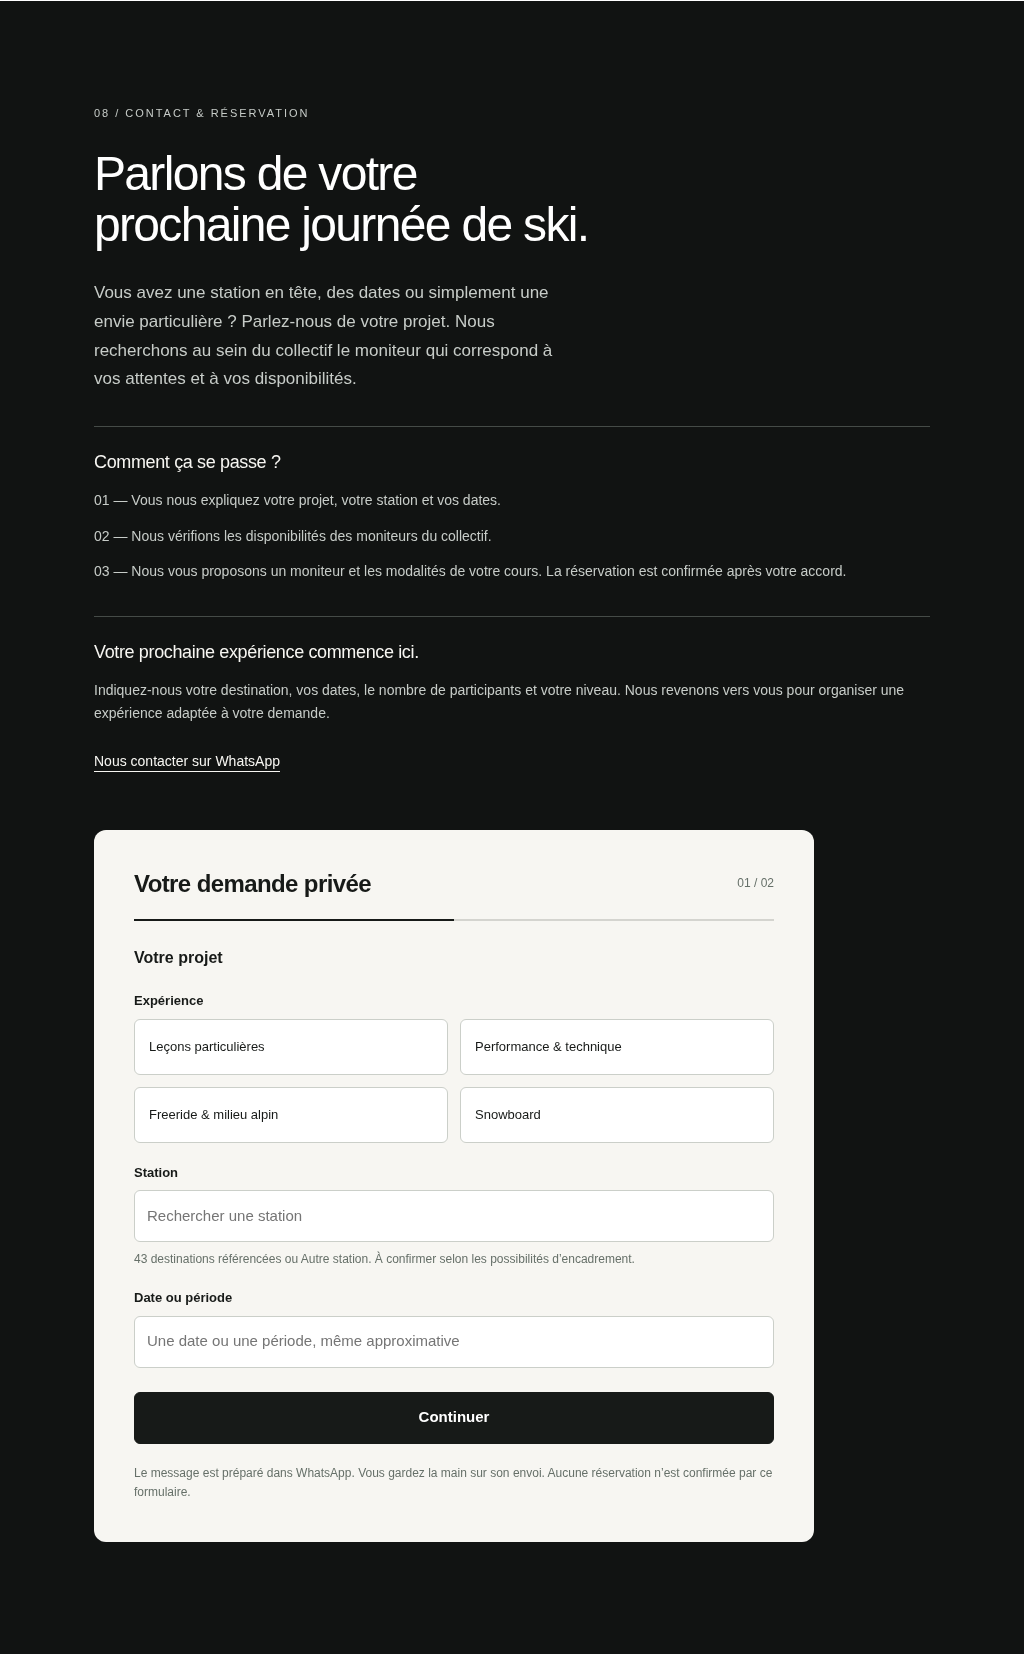 08 / CONTACT & RÉSERVATION
Parlons de votre
prochaine journée de ski.
Vous avez une station en tête, des dates ou simplement une
envie particulière ? Parlez-nous de votre projet. Nous
recherchons au sein du collectif le moniteur qui correspond à
vos attentes et à vos disponibilités.
Comment ça se passe ?
01 — Vous nous expliquez votre projet, votre station et vos dates.
02 — Nous vérifions les disponibilités des moniteurs du collectif.
03 — Nous vous proposons un moniteur et les modalités de votre cours. La réservation est confirmée après votre accord.
Votre prochaine expérience commence ici.
Indiquez-nous votre destination, vos dates, le nombre de participants et votre niveau. Nous revenons vers vous pour organiser une
expérience adaptée à votre demande.
Nous contacter sur WhatsApp
Votre demande privée
01 / 02
Votre projet
Expérience
Leçons particulières
Performance & technique
Freeride & milieu alpin
Snowboard
Station
Rechercher une station
43 destinations référencées ou Autre station. À confirmer selon les possibilités d’encadrement.
Date ou période
Une date ou une période, même approximative
Continuer
Le message est préparé dans WhatsApp. Vous gardez la main sur son envoi. Aucune réservation n’est confirmée par ce
formulaire.